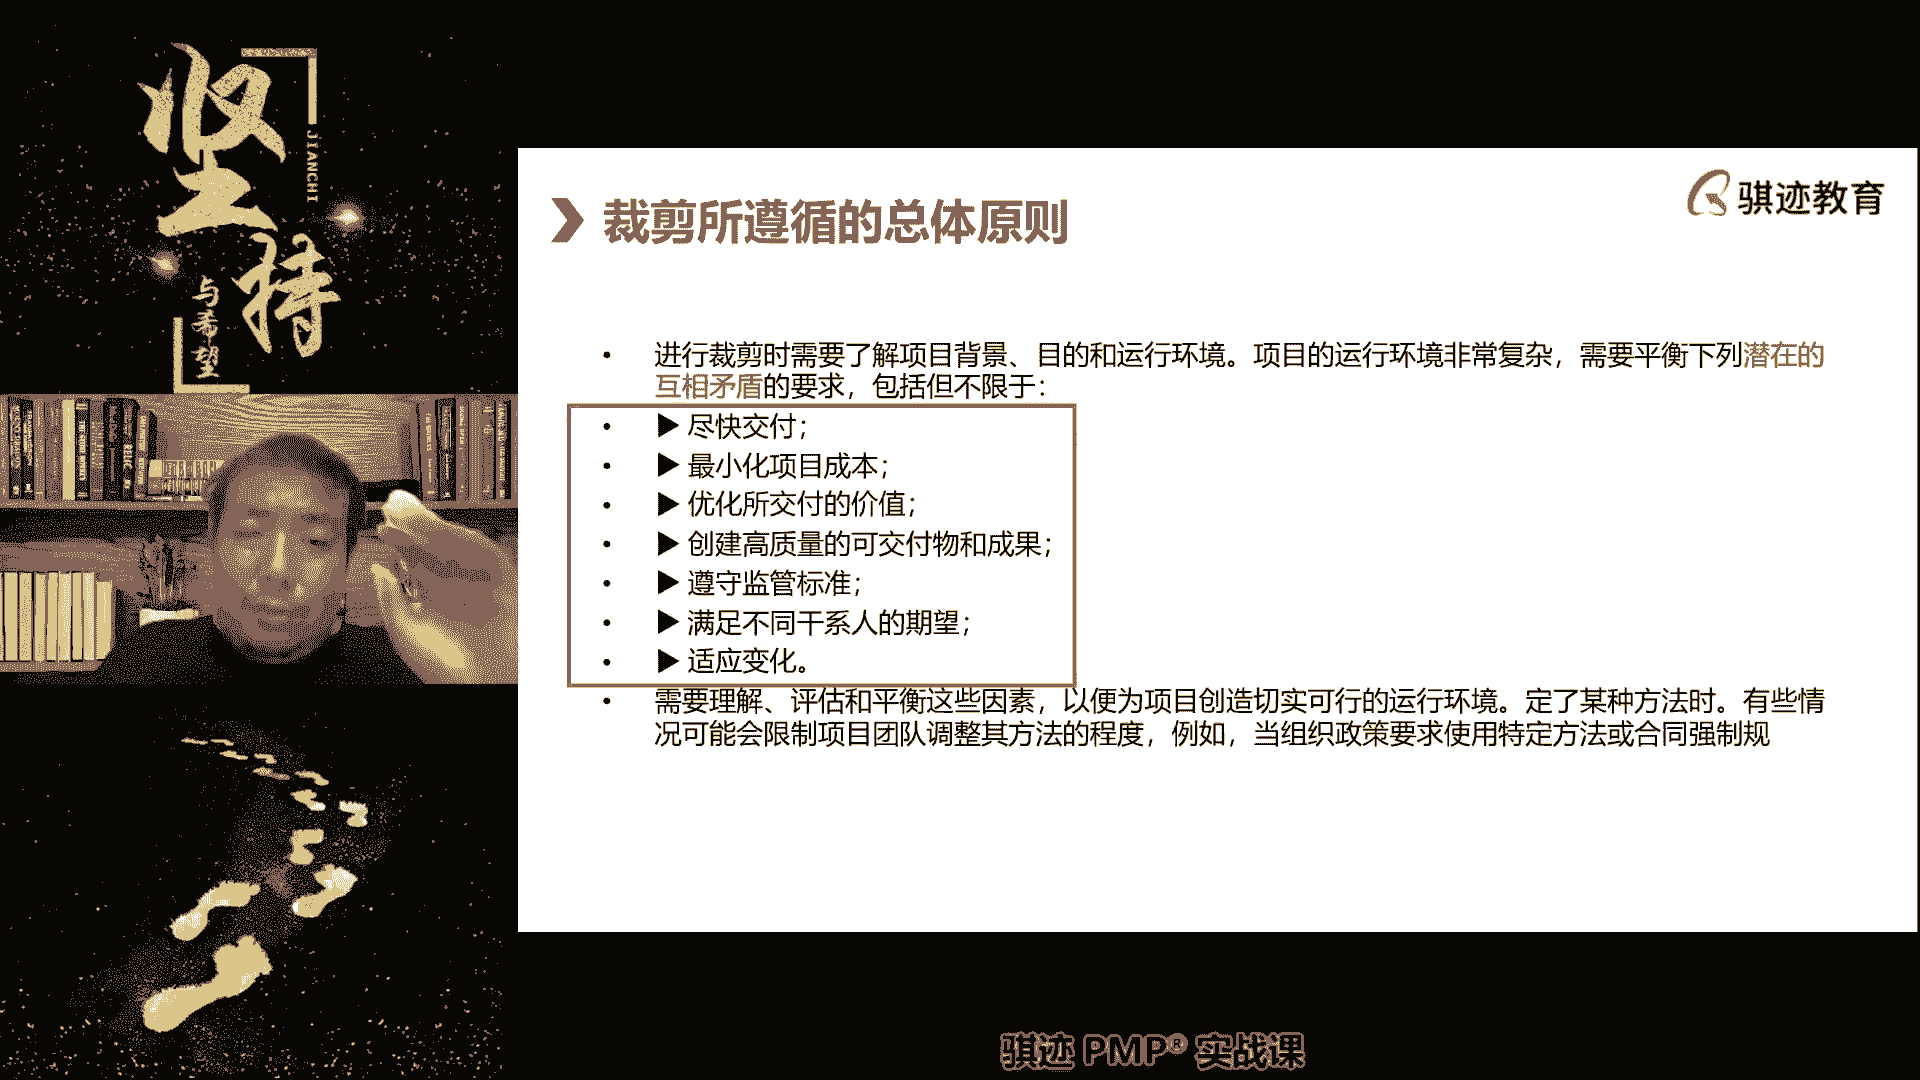 坚持
JIANCHI
与希望
骐迹教育
裁剪所遵循的总体原则
• 进行裁剪时需要了解项目背景、目的和运行环境。项目的运行环境非常复杂，需要平衡下列潜在的
互相矛盾的要求，包括但不限于：
• ▶ 尽快交付；
• ▶ 最小化项目成本；
• ▶ 优化所交付的价值；
• ▶ 创建高质量的可交付物和成果；
• ▶ 遵守监管标准；
• ▶ 满足不同干系人的期望；
• ▶ 适应变化。
• 需要理解、评估和平衡这些因素，以便为项目创造切实可行的运行环境。定了某种方法时。有些情
况可能会限制项目团队调整其方法的程度，例如，当组织政策要求使用特定方法或合同强制规
骐迹 PMP® 实战课